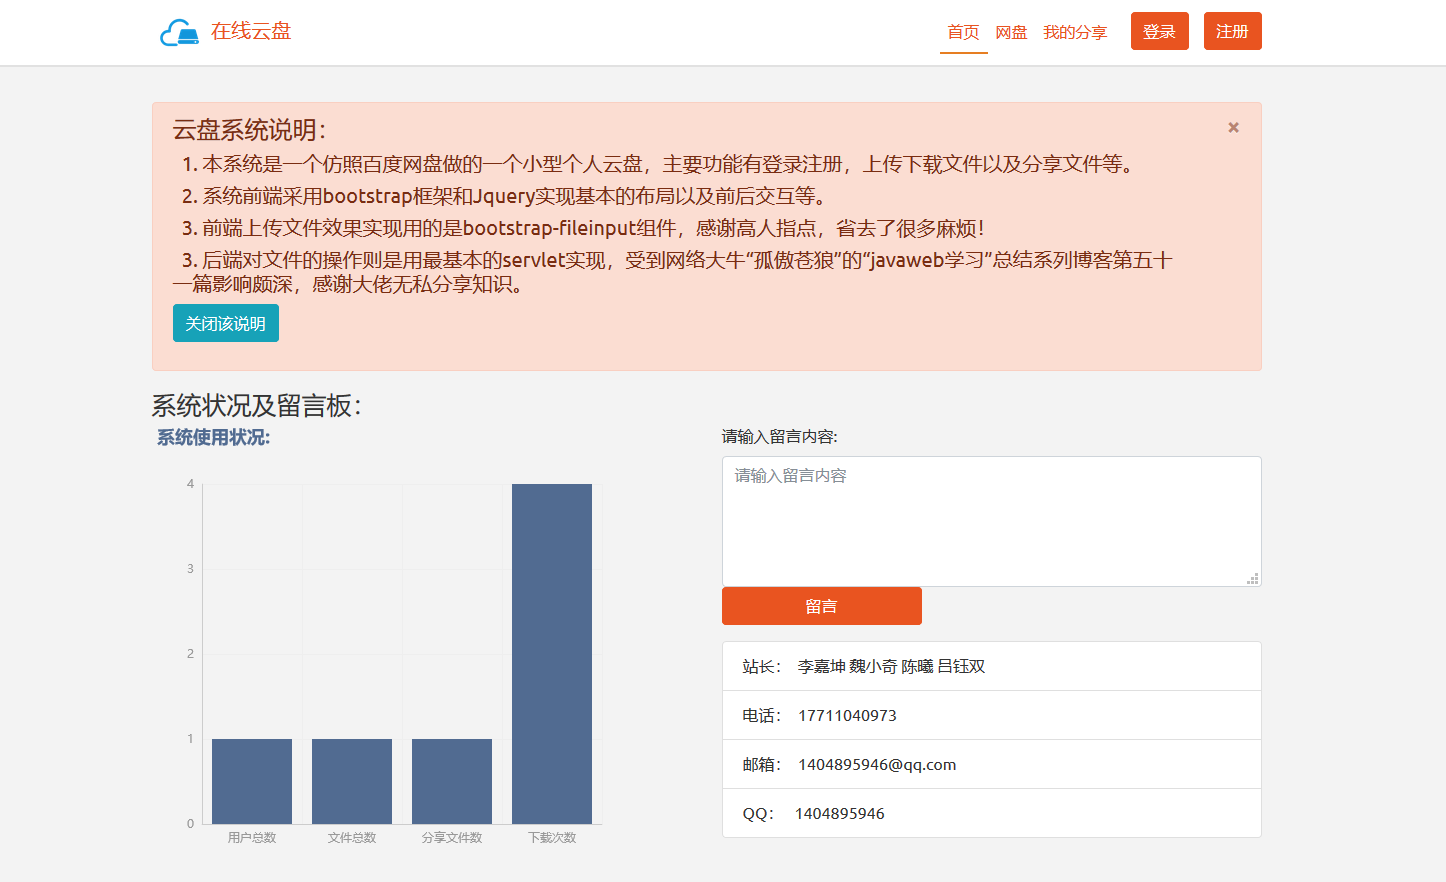 在线云盘
首页 网盘 我的分享 登录 注册
云盘系统说明：
×
1. 本系统是一个仿照百度网盘做的一个小型个人云盘，主要功能有登录注册，上传下载文件以及分享文件等。
2. 系统前端采用bootstrap框架和Jquery实现基本的布局以及前后交互等。
3. 前端上传文件效果实现用的是bootstrap-fileinput组件，感谢高人指点，省去了很多麻烦！
3. 后端对文件的操作则是用最基本的servlet实现，受到网络大牛“孤傲苍狼”的“javaweb学习”总结系列博客第五十
一篇影响颇深，感谢大佬无私分享知识。
关闭该说明
系统状况及留言板：
系统使用状况:
4
3
2
1
0
用户总数 文件总数 分享文件数 下载次数
请输入留言内容:
请输入留言内容
留言
站长： 李嘉坤 魏小奇 陈曦 吕钰双
电话： 17711040973
邮箱： 1404895946@qq.com
QQ： 1404895946